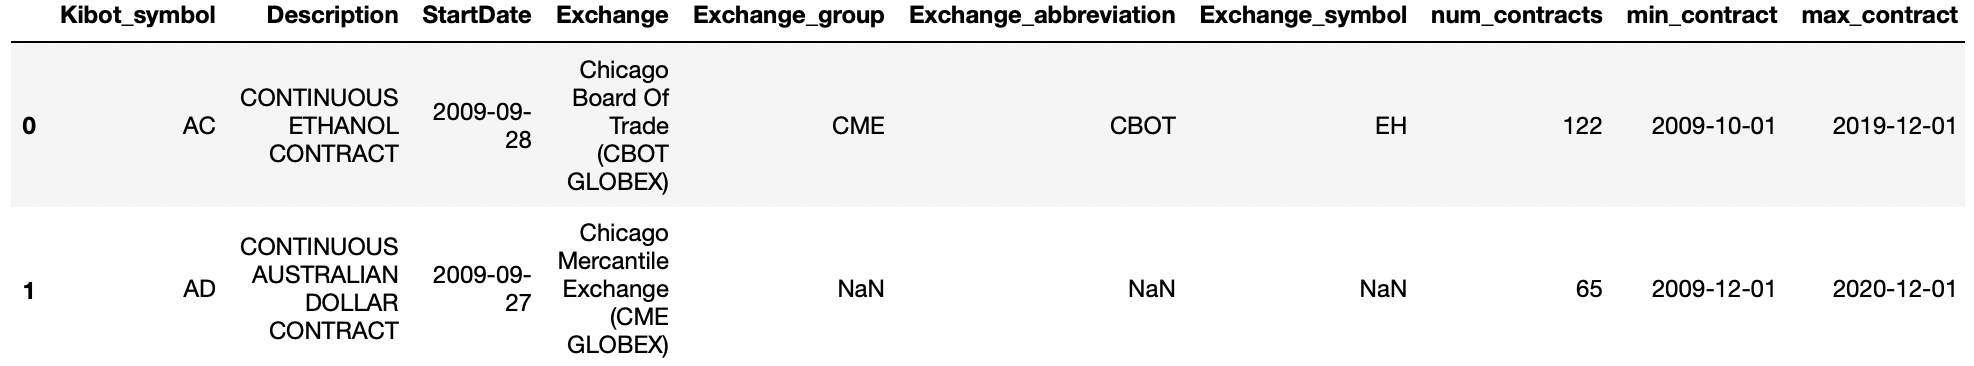 Kibot_symbol Description StartDate Exchange Exchange_group Exchange_abbreviation Exchange_symbol num_contracts min_contract max_contract
0 AC CONTINUOUS ETHANOL CONTRACT 2009-09-28 Chicago Board Of Trade (CBOT GLOBEX) CME CBOT EH 122 2009-10-01 2019-12-01
1 AD CONTINUOUS AUSTRALIAN DOLLAR CONTRACT 2009-09-27 Chicago Mercantile Exchange (CME GLOBEX) NaN NaN NaN 65 2009-12-01 2020-12-01